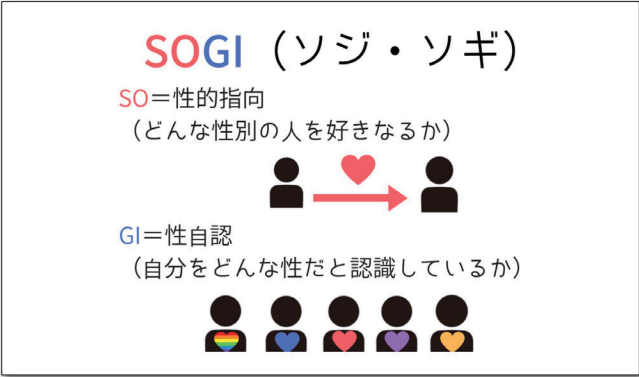 SOGI（ソジ・ソギ）
SO＝性的指向
（どんな性別の人を好きなるか）
GI＝性自認
（自分をどんな性だと認識しているか）